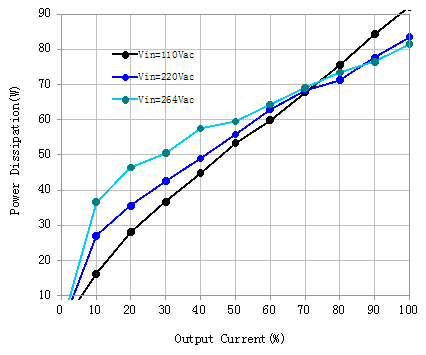 90
80
70
60
50
40
30
20
10
Power Dissipation(W)
Vin=110Vac
Vin=220Vac
Vin=264Vac
0 10 20 30 40 50 60 70 80 90 100
Output Current(%)